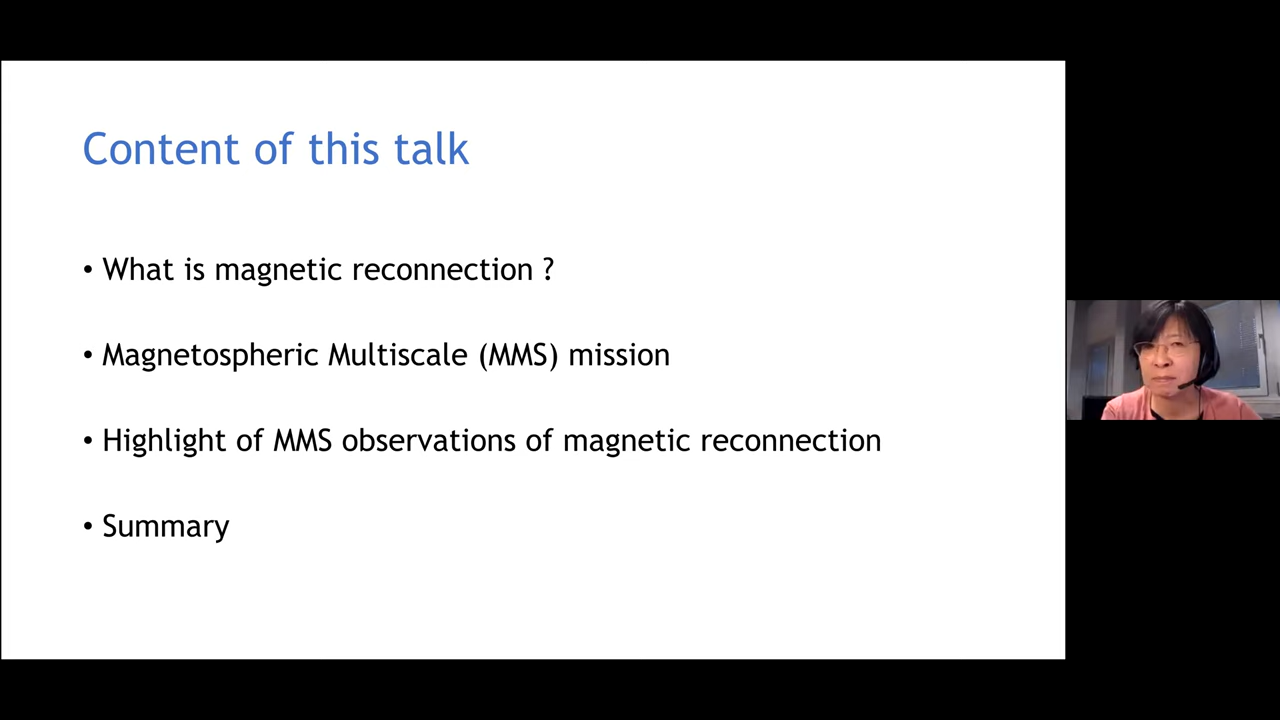 Content of this talk
• What is magnetic reconnection ?
• Magnetospheric Multiscale (MMS) mission
• Highlight of MMS observations of magnetic reconnection
• Summary